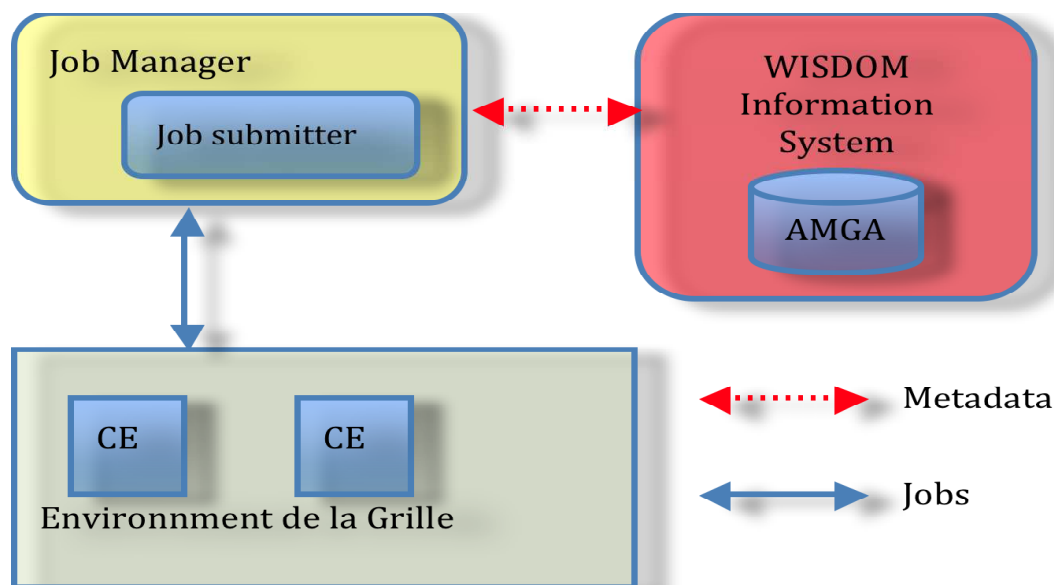 Job Manager
Job submitter
WISDOM
Information
System
AMGA
CE
CE
Environnment de la Grille
Metadata
Jobs